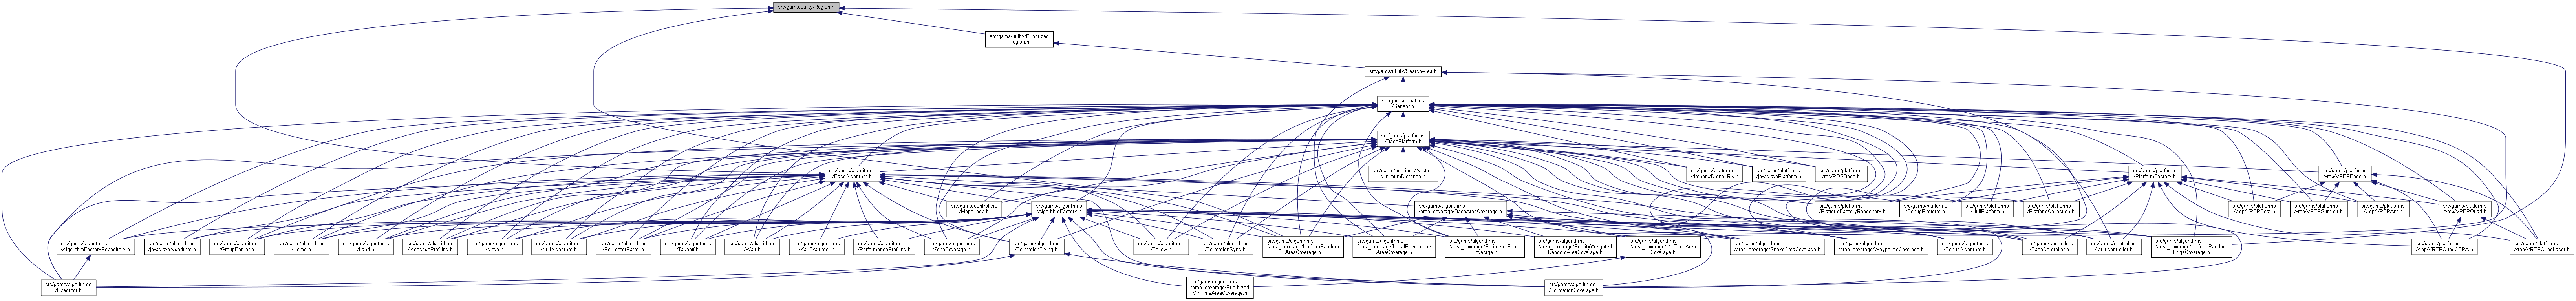 src/gams/utility/Region.h
src/gams/utility/Prioritized
Region.h
src/gams/utility/SearchArea.h
src/gams/variables
/Sensor.h
src/gams/platforms
/BasePlatform.h
src/gams/algorithms
/BaseAlgorithm.h
src/gams/auctions/Auction
MinimumDistance.h
src/gams/platforms
/dronerk/Drone_RK.h
src/gams/platforms
/java/JavaPlatform.h
src/gams/platforms
/ros/ROSBase.h
src/gams/platforms
/PlatformFactory.h
src/gams/platforms
/vrep/VREPBase.h
src/gams/controllers
/MapeLoop.h
src/gams/algorithms
/AlgorithmFactory.h
src/gams/algorithms
/area_coverage/BaseAreaCoverage.h
src/gams/platforms
/PlatformFactoryRepository.h
src/gams/platforms
/DebugPlatform.h
src/gams/platforms
/NullPlatform.h
src/gams/platforms
/PlatformCollection.h
src/gams/platforms
/vrep/VREPBoat.h
src/gams/platforms
/vrep/VREPSummit.h
src/gams/platforms
/vrep/VREPAnt.h
src/gams/platforms
/vrep/VREPQuad.h
src/gams/algorithms
/AlgorithmFactoryRepository.h
src/gams/algorithms
/java/JavaAlgorithm.h
src/gams/algorithms
/GroupBarrier.h
src/gams/algorithms
/Home.h
src/gams/algorithms
/Land.h
src/gams/algorithms
/MessageProfiling.h
src/gams/algorithms
/Move.h
src/gams/algorithms
/NullAlgorithm.h
src/gams/algorithms
/PerimeterPatrol.h
src/gams/algorithms
/Takeoff.h
src/gams/algorithms
/Wait.h
src/gams/algorithms
/KarlEvaluator.h
src/gams/algorithms
/PerformanceProfiling.h
src/gams/algorithms
/ZoneCoverage.h
src/gams/algorithms
/FormationFlying.h
src/gams/algorithms
/Follow.h
src/gams/algorithms
/FormationSync.h
src/gams/algorithms
/area_coverage/UniformRandom
AreaCoverage.h
src/gams/algorithms
/area_coverage/LocalPheremone
AreaCoverage.h
src/gams/algorithms
/area_coverage/PerimeterPatrol
Coverage.h
src/gams/algorithms
/area_coverage/PriorityWeighted
RandomAreaCoverage.h
src/gams/algorithms
/area_coverage/MinTimeArea
Coverage.h
src/gams/algorithms
/area_coverage/SnakeAreaCoverage.h
src/gams/algorithms
/area_coverage/WaypointsCoverage.h
src/gams/algorithms
/DebugAlgorithm.h
src/gams/controllers
/BaseController.h
src/gams/controllers
/Multicontroller.h
src/gams/algorithms
/area_coverage/UniformRandom
EdgeCoverage.h
src/gams/platforms
/vrep/VREPQuadCDRA.h
src/gams/platforms
/vrep/VREPQuadLaser.h
src/gams/algorithms
/Executor.h
src/gams/algorithms
/area_coverage/Prioritized
MinTimeAreaCoverage.h
src/gams/algorithms
/FormationCoverage.h